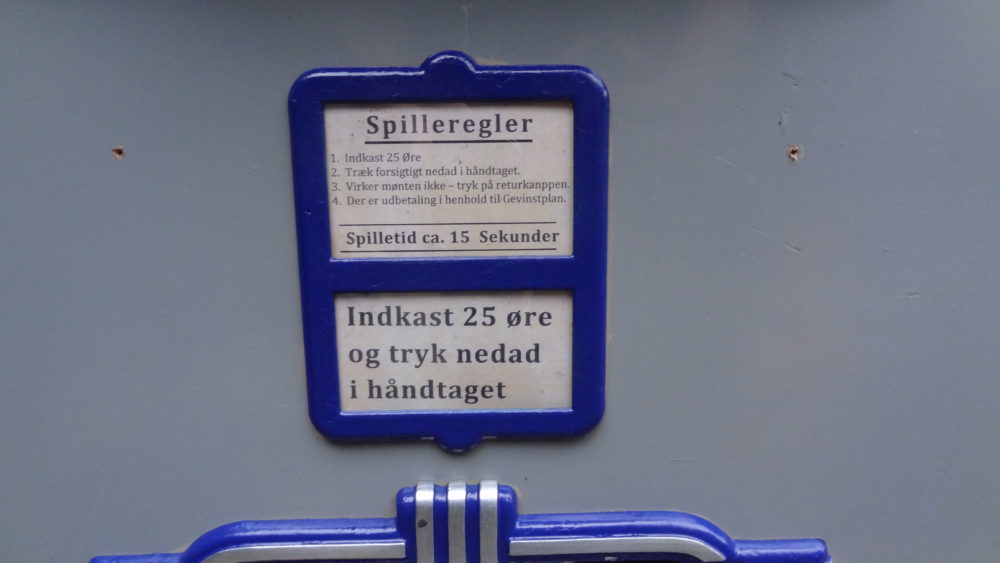 Spilleregler
1. Indkast 25 Øre
2. Træk forsigtigt nedad i håndtaget.
3. Virker mønten ikke – tryk på returkanppen.
4. Der er udbetaling i henhold til Gevinstplan.
Spilletid ca. 15 Sekunder
Indkast 25 øre
og tryk nedad
i håndtaget